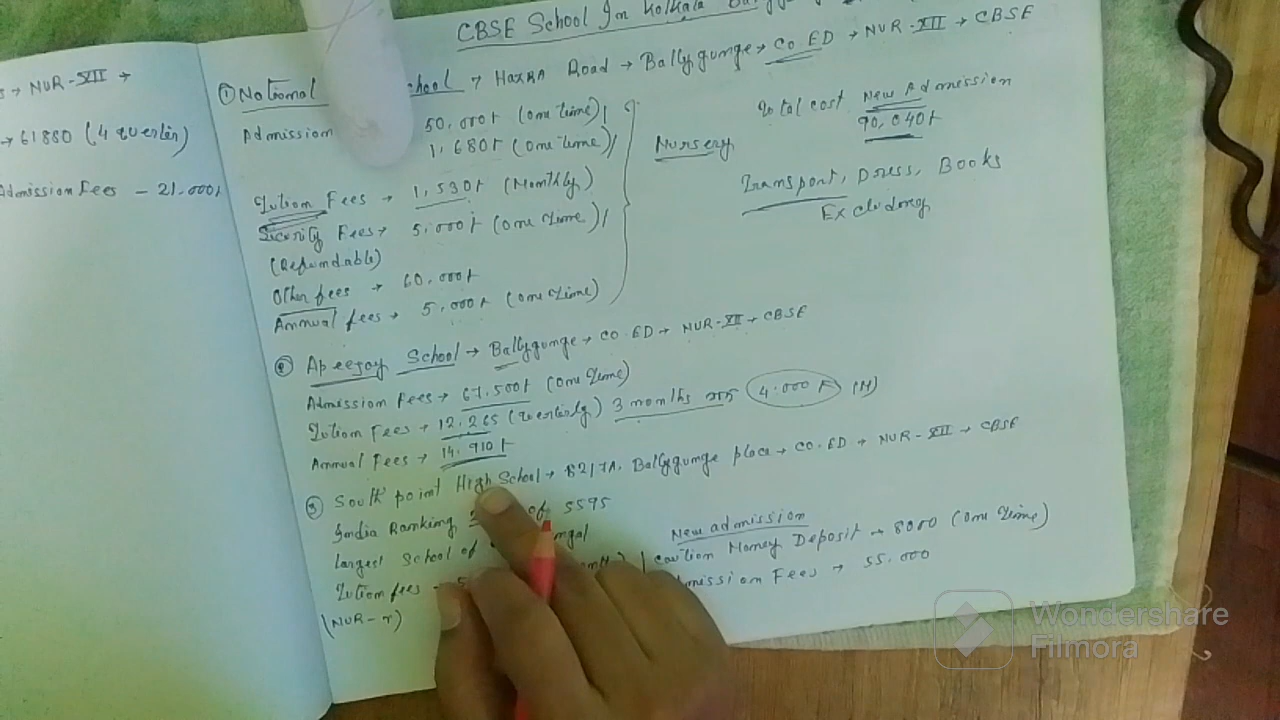 CBSE School In Kolkata
→ NUR-XII →
→ 61880 (4 quarterly)
Admission Fees - 21,000/-
① National School → Hazra Road → Ballygunge → CO ED → NUR-XII → CBSE
Admission 50,000/- (One time)
1,680/- (One time)
Tution Fees → 1,530/- (Monthly)
Security Fees → 5,000/- (One time)
(Refundable)
Other fees → 60,000/-
Annual fees → 5,000/- (One time)
Nursery
Total cost New Admission
90,040/-
Transport, Dress, Books
Excluding
② Apeejay School → Ballygunge → CO-ED → NUR-XII → CBSE
Admission Fees → 67,500/- (One time)
Tution Fees → 12,265 (quarterly) 3 months 4,000/- (M)
Annual Fees → 14,910/-
③ South point High School → 82/7A, Ballygunge place → CO-ED → NUR-XII → CBSE
India Ranking of 5595
largest School of
Tution fees -
(NUR-
New admission
Caution Money Deposit → 8000 (One time)
mission Fees → 55,000
Wondershare
Filmora